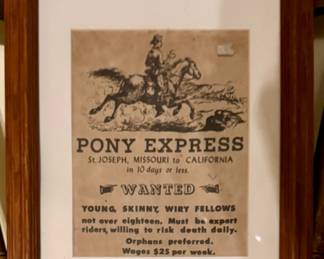 PONY EXPRESS
St. JOSEPH, MISSOURI to CALIFORNIA
in 10 days or less.
WANTED
YOUNG, SKINNY, WIRY FELLOWS
not over eighteen. Must be expert
riders, willing to risk death daily.
Orphans preferred.
Wages $25 per week.